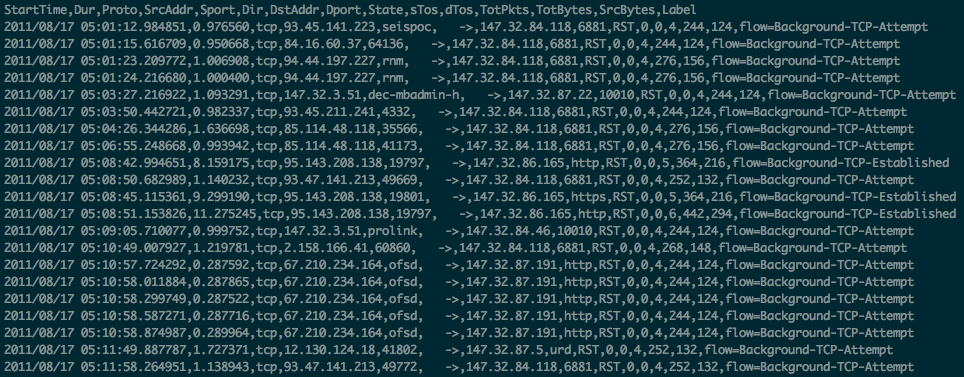 StartTime,Dur,Proto,SrcAddr,Sport,Dir,DstAddr,Dport,State,sTos,dTos,TotPkts,TotBytes,SrcBytes,Label
2011/08/17 05:01:12.984851,0.976560,tcp,93.45.141.223,seispoc,   ->,147.32.84.118,6881,RST,0,0,4,244,124,flow=Background-TCP-Attempt
2011/08/17 05:01:15.616709,0.950668,tcp,84.16.60.37,64136,   ->,147.32.84.118,6881,RST,0,0,4,244,124,flow=Background-TCP-Attempt
2011/08/17 05:01:23.209772,1.006908,tcp,94.44.197.227,rnm,   ->,147.32.84.118,6881,RST,0,0,4,276,156,flow=Background-TCP-Attempt
2011/08/17 05:01:24.216680,1.000400,tcp,94.44.197.227,rnm,   ->,147.32.84.118,6881,RST,0,0,4,276,156,flow=Background-TCP-Attempt
2011/08/17 05:03:27.216922,1.093291,tcp,147.32.3.51,dec-mbadmin-h,   ->,147.32.87.22,10010,RST,0,0,4,244,124,flow=Background-TCP-Attempt
2011/08/17 05:03:50.442721,0.982337,tcp,93.45.211.241,4332,   ->,147.32.84.118,6881,RST,0,0,4,244,124,flow=Background-TCP-Attempt
2011/08/17 05:04:26.344286,1.636698,tcp,85.114.48.118,35566,   ->,147.32.84.118,6881,RST,0,0,4,276,156,flow=Background-TCP-Attempt
2011/08/17 05:06:55.248668,0.993942,tcp,85.114.48.118,41173,   ->,147.32.84.118,6881,RST,0,0,4,276,156,flow=Background-TCP-Attempt
2011/08/17 05:08:42.994651,8.159175,tcp,95.143.208.138,19797,   ->,147.32.86.165,http,RST,0,0,5,364,216,flow=Background-TCP-Established
2011/08/17 05:08:50.682989,1.140232,tcp,93.47.141.213,49669,   ->,147.32.84.118,6881,RST,0,0,4,252,132,flow=Background-TCP-Attempt
2011/08/17 05:08:45.115361,9.299190,tcp,95.143.208.138,19801,   ->,147.32.86.165,https,RST,0,0,5,364,216,flow=Background-TCP-Established
2011/08/17 05:08:51.153826,11.275245,tcp,95.143.208.138,19797,   ->,147.32.86.165,http,RST,0,0,6,442,294,flow=Background-TCP-Established
2011/08/17 05:09:05.710077,0.999752,tcp,147.32.3.51,prolink,   ->,147.32.84.46,10010,RST,0,0,4,244,124,flow=Background-TCP-Attempt
2011/08/17 05:10:49.007927,1.219781,tcp,2.158.166.41,60860,   ->,147.32.84.118,6881,RST,0,0,4,268,148,flow=Background-TCP-Attempt
2011/08/17 05:10:57.724292,0.287592,tcp,67.210.234.164,ofsd,   ->,147.32.87.191,http,RST,0,0,4,244,124,flow=Background-TCP-Attempt
2011/08/17 05:10:58.011884,0.287865,tcp,67.210.234.164,ofsd,   ->,147.32.87.191,http,RST,0,0,4,244,124,flow=Background-TCP-Attempt
2011/08/17 05:10:58.299749,0.287522,tcp,67.210.234.164,ofsd,   ->,147.32.87.191,http,RST,0,0,4,244,124,flow=Background-TCP-Attempt
2011/08/17 05:10:58.587271,0.287716,tcp,67.210.234.164,ofsd,   ->,147.32.87.191,http,RST,0,0,4,244,124,flow=Background-TCP-Attempt
2011/08/17 05:10:58.874987,0.289964,tcp,67.210.234.164,ofsd,   ->,147.32.87.191,http,RST,0,0,4,244,124,flow=Background-TCP-Attempt
2011/08/17 05:11:49.887787,1.727371,tcp,12.130.124.18,41802,   ->,147.32.87.5,urd,RST,0,0,4,252,132,flow=Background-TCP-Attempt
2011/08/17 05:11:58.264951,1.138943,tcp,93.47.141.213,49772,   ->,147.32.84.118,6881,RST,0,0,4,252,132,flow=Background-TCP-Attempt